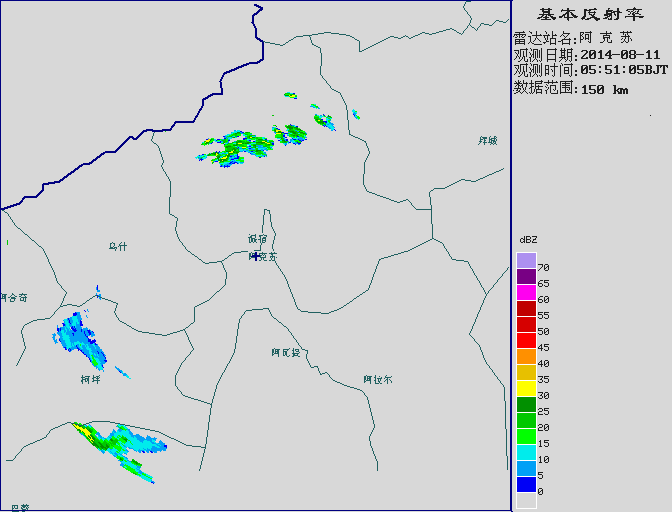 基本反射率
雷达站名:阿 克 苏
观测日期:2014-08-11
观测时间:05:51:05BJT
数据范围:150 km
拜城
乌什
温宿
阿克苏
阿合奇
阿瓦提
柯坪
阿拉尔
巴楚
dBZ
70
65
60
55
50
45
40
35
30
25
20
15
10
5
0